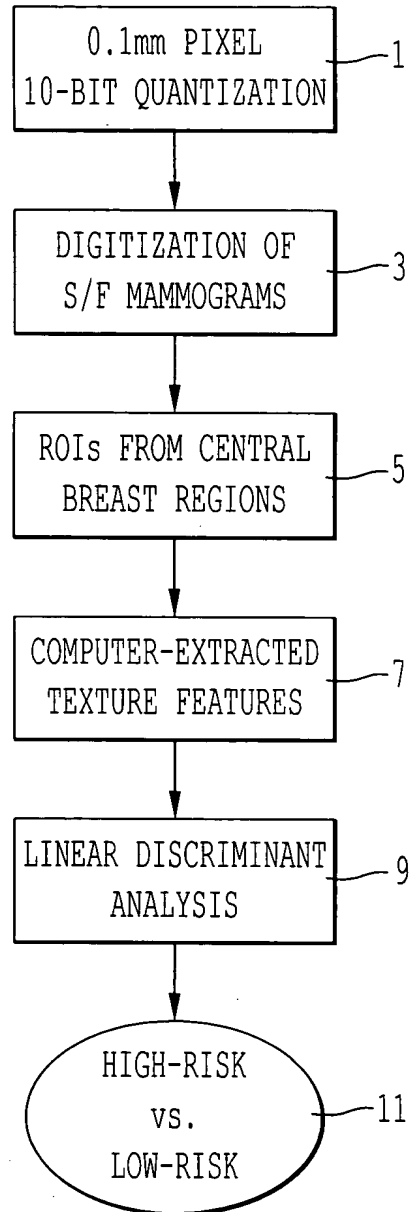 0.1mm PIXEL
10-BIT QUANTIZATION
1
DIGITIZATION OF
S/F MAMMOGRAMS
3
ROIs FROM CENTRAL
BREAST REGIONS
5
COMPUTER-EXTRACTED
TEXTURE FEATURES
7
LINEAR DISCRIMINANT
ANALYSIS
9
HIGH-RISK
vs.
LOW-RISK
11